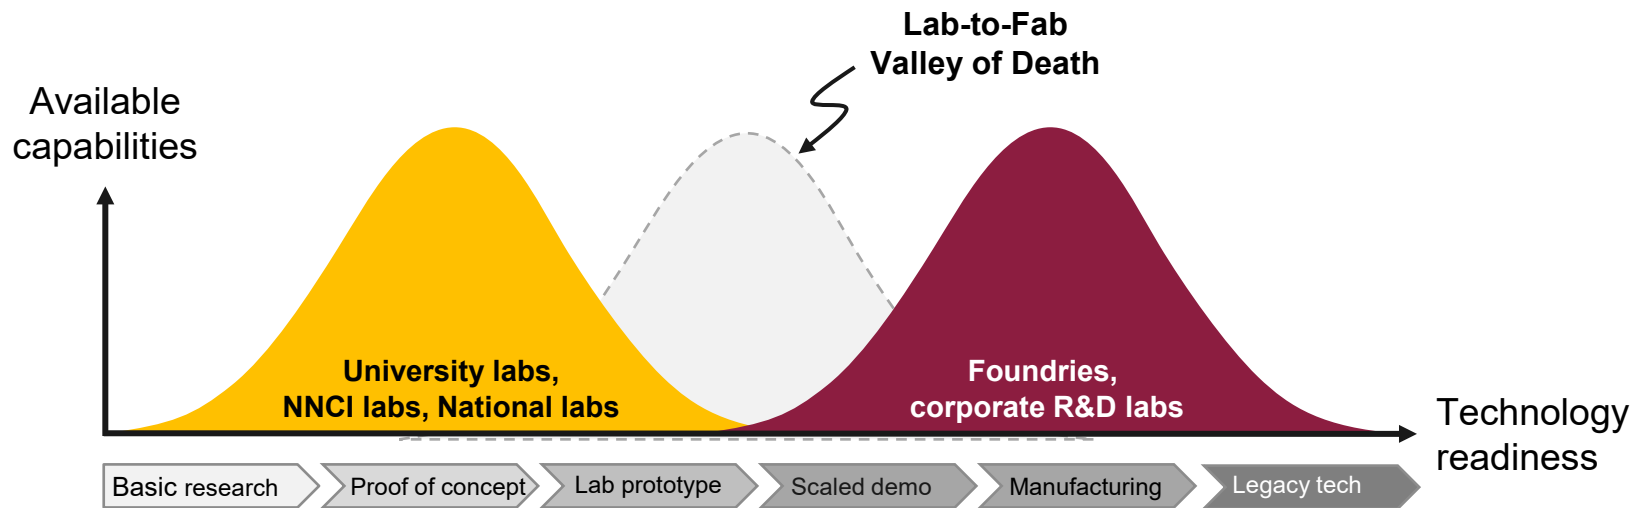 Lab-to-Fab
Valley of Death
Available
capabilities
University labs,
NNCI labs, National labs
Foundries,
corporate R&D labs
Technology
readiness
Basic research
Proof of concept
Lab prototype
Scaled demo
Manufacturing
Legacy tech